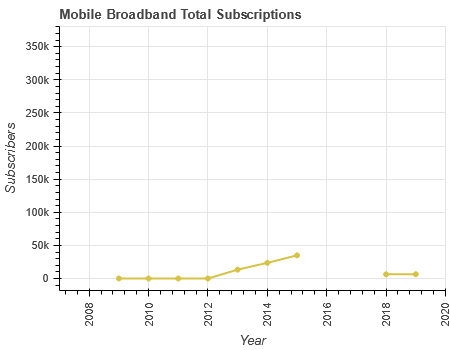 Mobile Broadband Total Subscriptions
350k
300k
250k
200k
150k
100k
50k
0
Subscribers
2008
2010
2012
2014
2016
2018
2020
Year